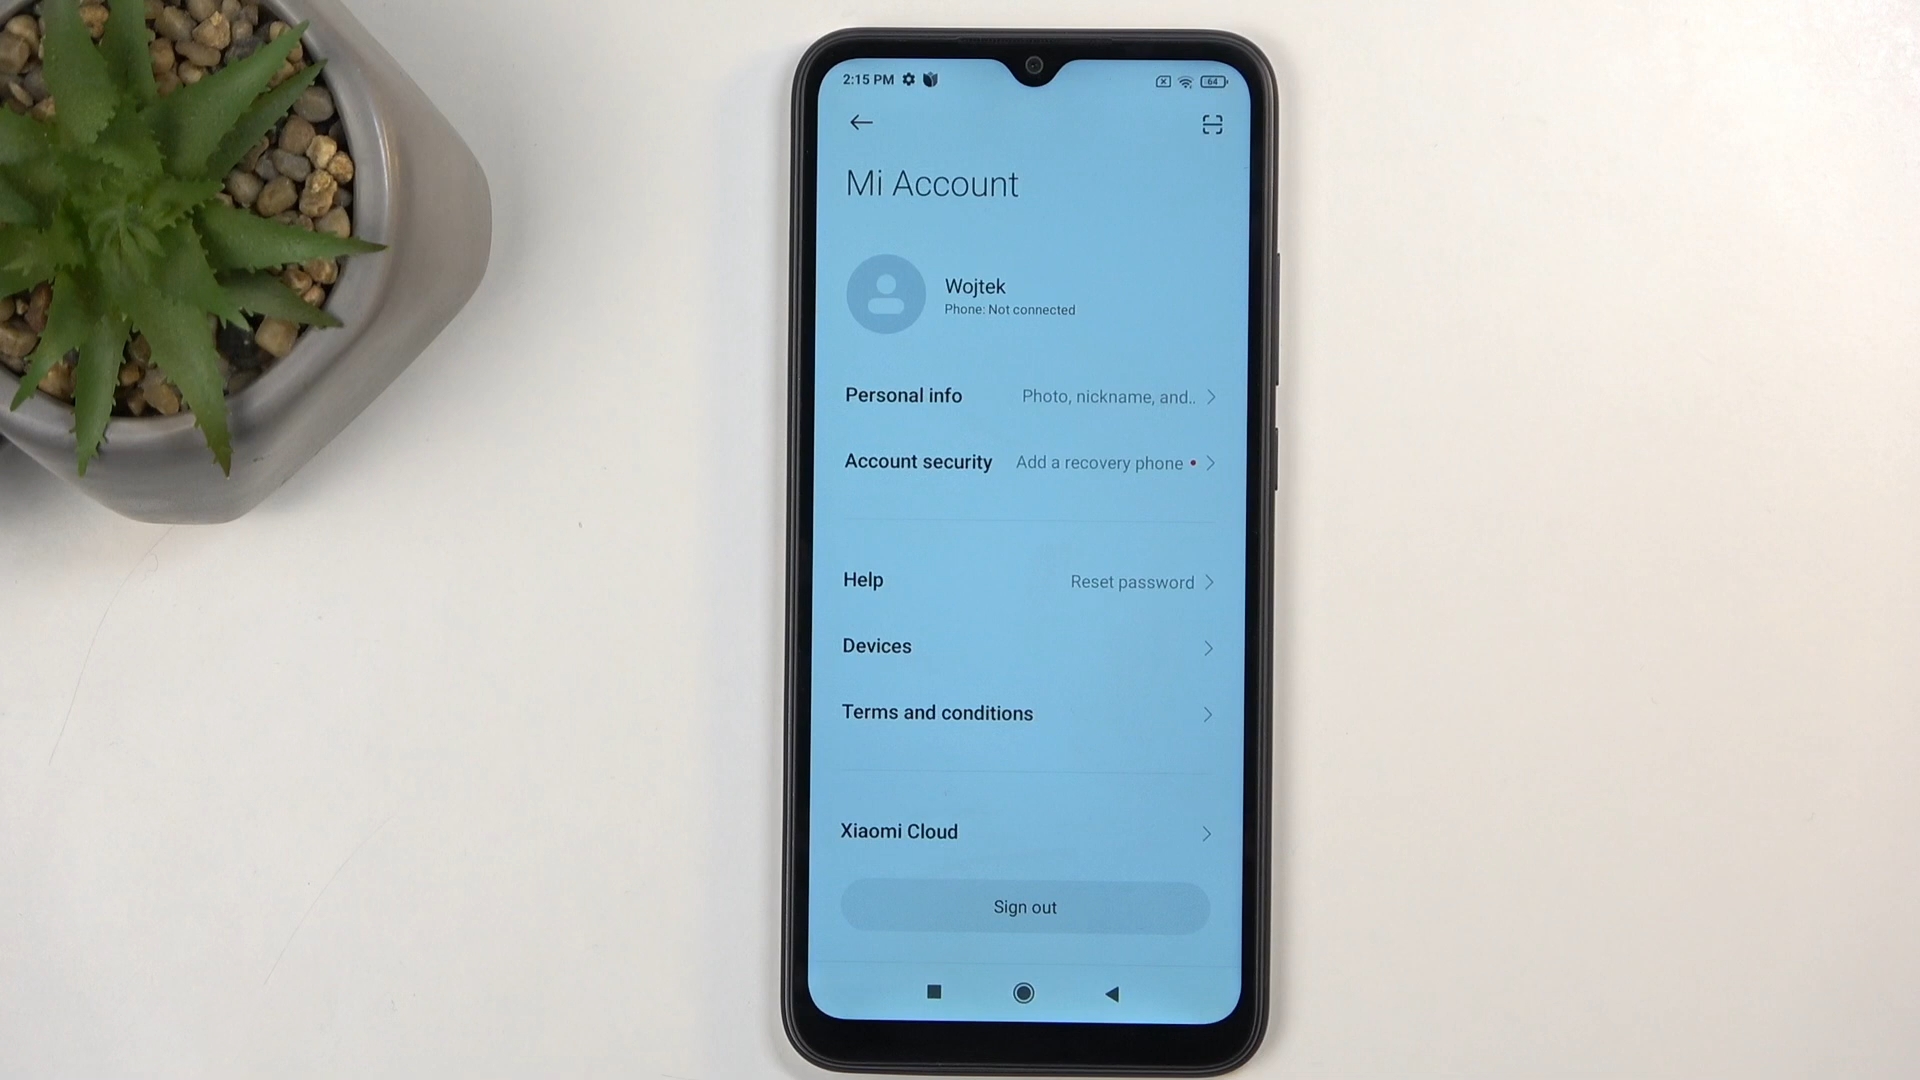 2:15 PM
64
Mi Account
Wojtek
Phone: Not connected
Personal info Photo, nickname, and..
Account security Add a recovery phone
Help Reset password
Devices
Terms and conditions
Xiaomi Cloud
Sign out